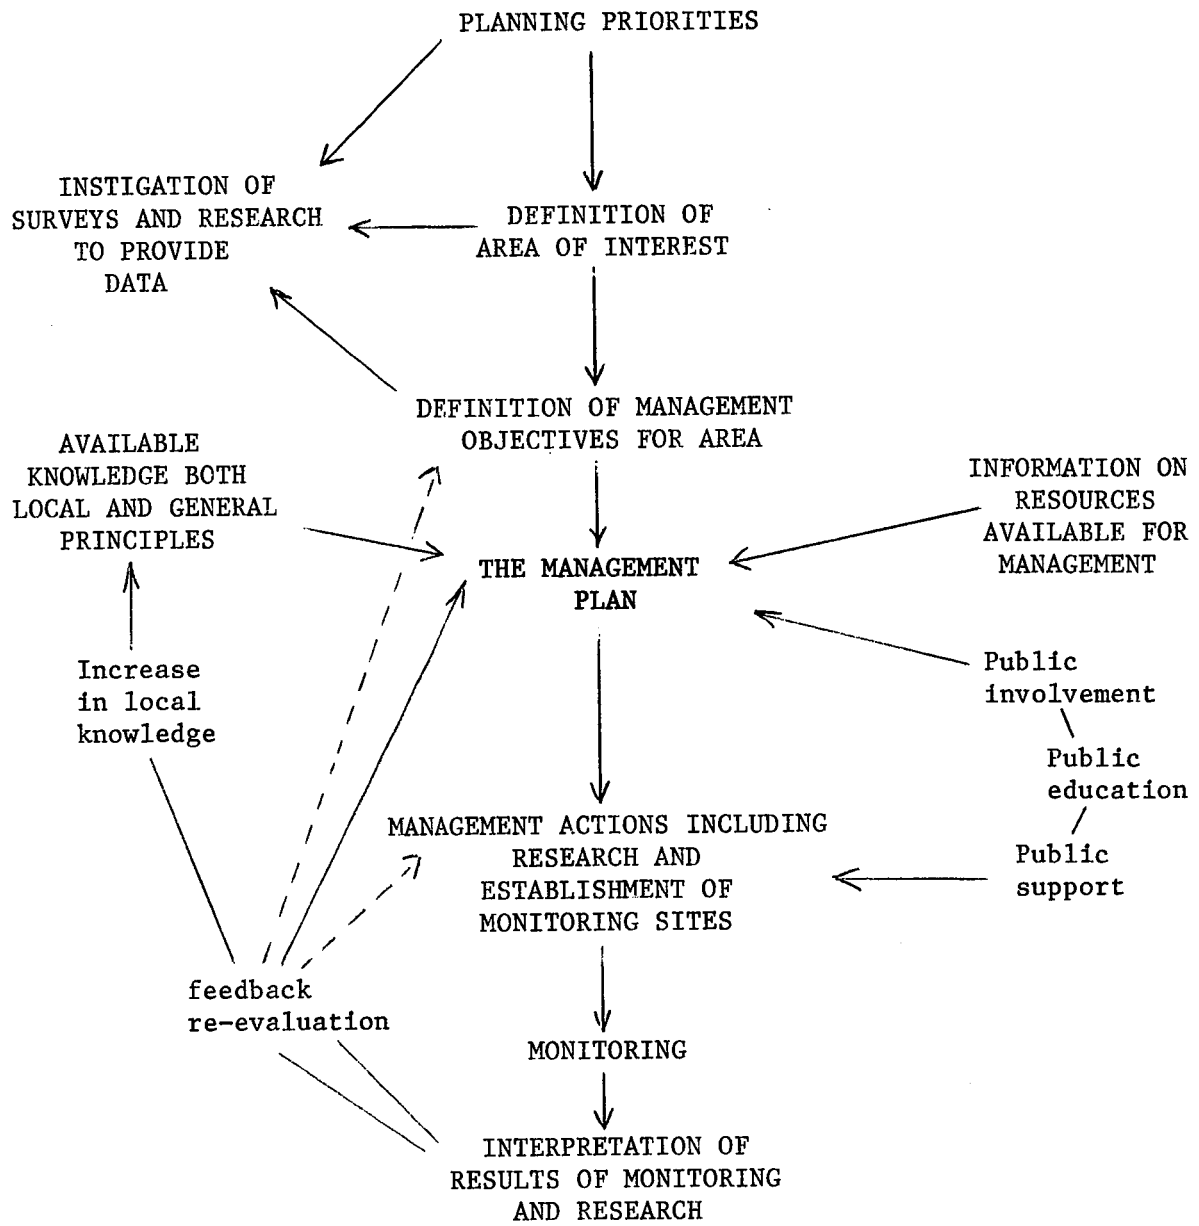 PLANNING PRIORITIES
INSTIGATION OF
SURVEYS AND RESEARCH
TO PROVIDE
DATA
DEFINITION OF
AREA OF INTEREST
DEFINITION OF MANAGEMENT
OBJECTIVES FOR AREA
AVAILABLE
KNOWLEDGE BOTH
LOCAL AND GENERAL
PRINCIPLES
INFORMATION ON
RESOURCES
AVAILABLE FOR
MANAGEMENT
THE MANAGEMENT
PLAN
Increase
in local
knowledge
Public
involvement
Public
education
Public
support
MANAGEMENT ACTIONS INCLUDING
RESEARCH AND
ESTABLISHMENT OF
MONITORING SITES
feedback
re-evaluation
MONITORING
INTERPRETATION OF
RESULTS OF MONITORING
AND RESEARCH